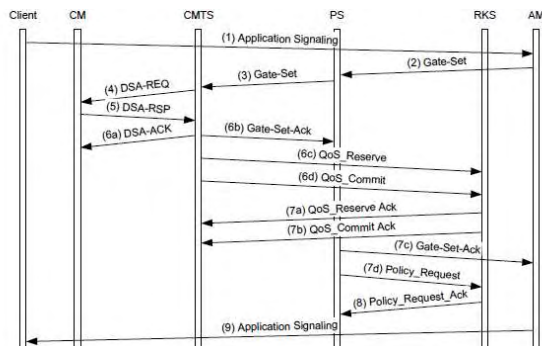 Client CM CMTS PS RKS AM
(1) Application Signaling
(2) Gate-Set
(3) Gate-Set
(4) DSA-REQ
(5) DSA-RSP
(6a) DSA-ACK
(6b) Gate-Set-Ack
(6c) QoS_Reserve
(6d) QoS_Commit
(7a) QoS_Reserve Ack
(7b) QoS_Commit Ack
(7c) Gate-Set-Ack
(7d) Policy_Request
(8) Policy_Request_Ack
(9) Application Signaling